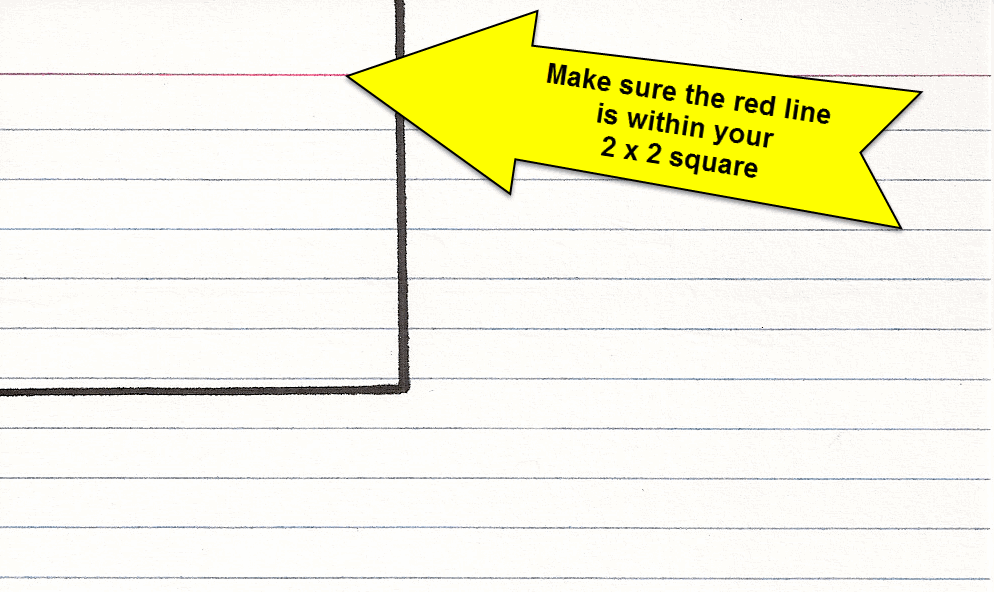 Make sure the red line
is within your
2 x 2 square